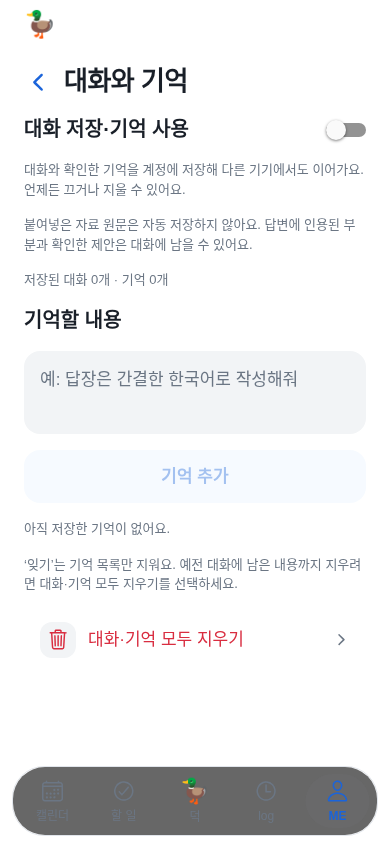 대화와 기억
대화 저장·기억 사용
대화와 확인한 기억을 계정에 저장해 다른 기기에서도 이어가요.
언제든 끄거나 지울 수 있어요.
붙여넣은 자료 원문은 자동 저장하지 않아요. 답변에 인용된 부
분과 확인한 제안은 대화에 남을 수 있어요.
저장된 대화 0개 · 기억 0개
기억할 내용
예: 답장은 간결한 한국어로 작성해줘
기억 추가
아직 저장한 기억이 없어요.
‘잊기’는 기억 목록만 지워요. 예전 대화에 남은 내용까지 지우려
면 대화·기억 모두 지우기를 선택하세요.
대화·기억 모두 지우기
캘린더
할 일
덕
log
ME